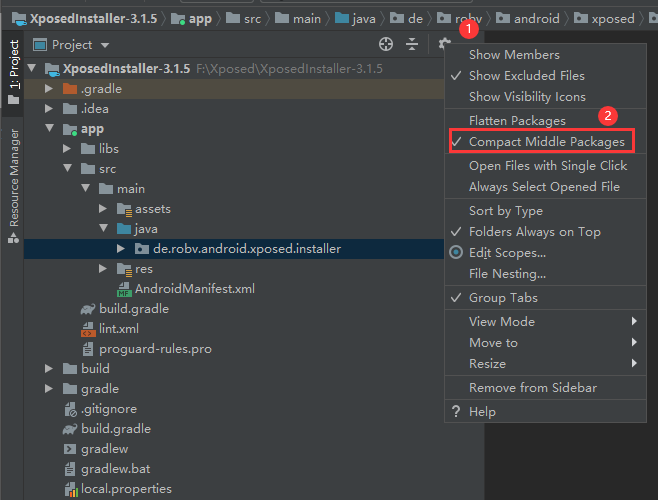 XposedInstaller-3.1.5 app src main java de robv android xposed
1: Project
Resource Manager
Project
1
XposedInstaller-3.1.5 F:\Xposed\XposedInstaller-3.1.5
.gradle
.idea
app
libs
src
main
assets
java
de.robv.android.xposed.installer
res
AndroidManifest.xml
build.gradle
lint.xml
proguard-rules.pro
build
gradle
.gitignore
build.gradle
gradlew
gradlew.bat
local.properties
Show Members
Show Excluded Files
Show Visibility Icons
Flatten Packages
2
Compact Middle Packages
Open Files with Single Click
Always Select Opened File
Sort by Type
Folders Always on Top
Edit Scopes...
File Nesting...
Group Tabs
View Mode
Move to
Resize
Remove from Sidebar
? Help